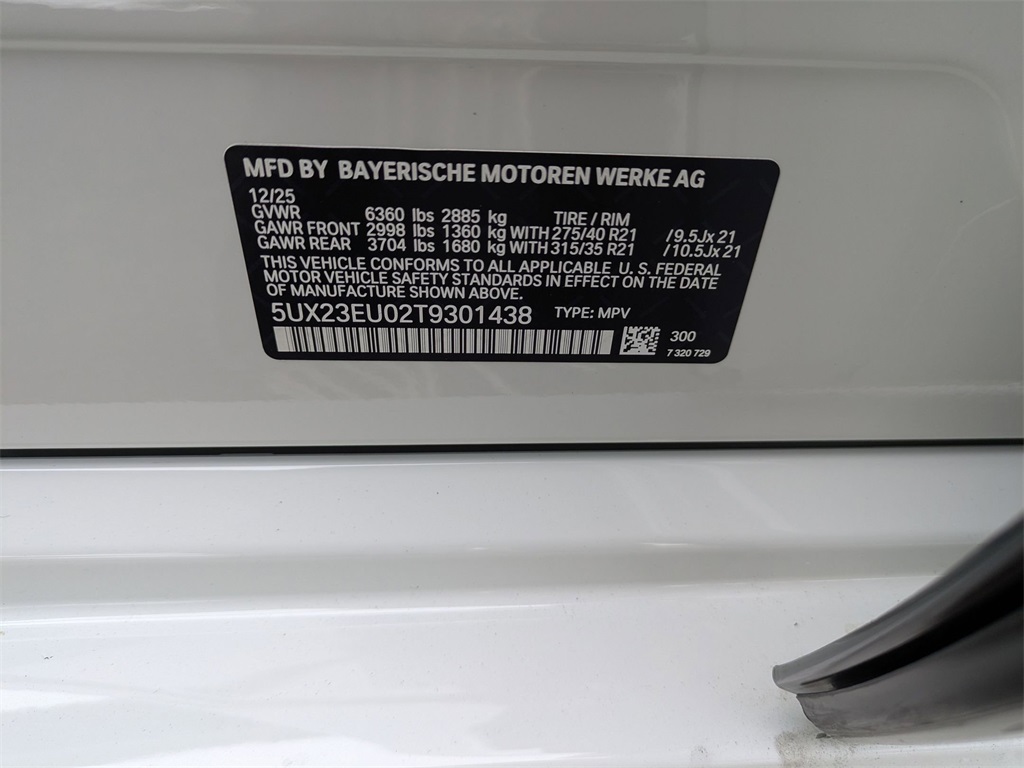 MFD BY BAYERISCHE MOTOREN WERKE AG
12/25
GVWR 6360 lbs 2885 kg TIRE / RIM
GAWR FRONT 2998 lbs 1360 kg WITH 275/40 R21 /9.5Jx 21
GAWR REAR 3704 lbs 1680 kg WITH 315/35 R21 /10.5Jx 21
THIS VEHICLE CONFORMS TO ALL APPLICABLE U. S. FEDERAL
MOTOR VEHICLE SAFETY STANDARDS IN EFFECT ON THE DATE
OF MANUFACTURE SHOWN ABOVE.
5UX23EU02T9301438 TYPE: MPV
300
7 320 729